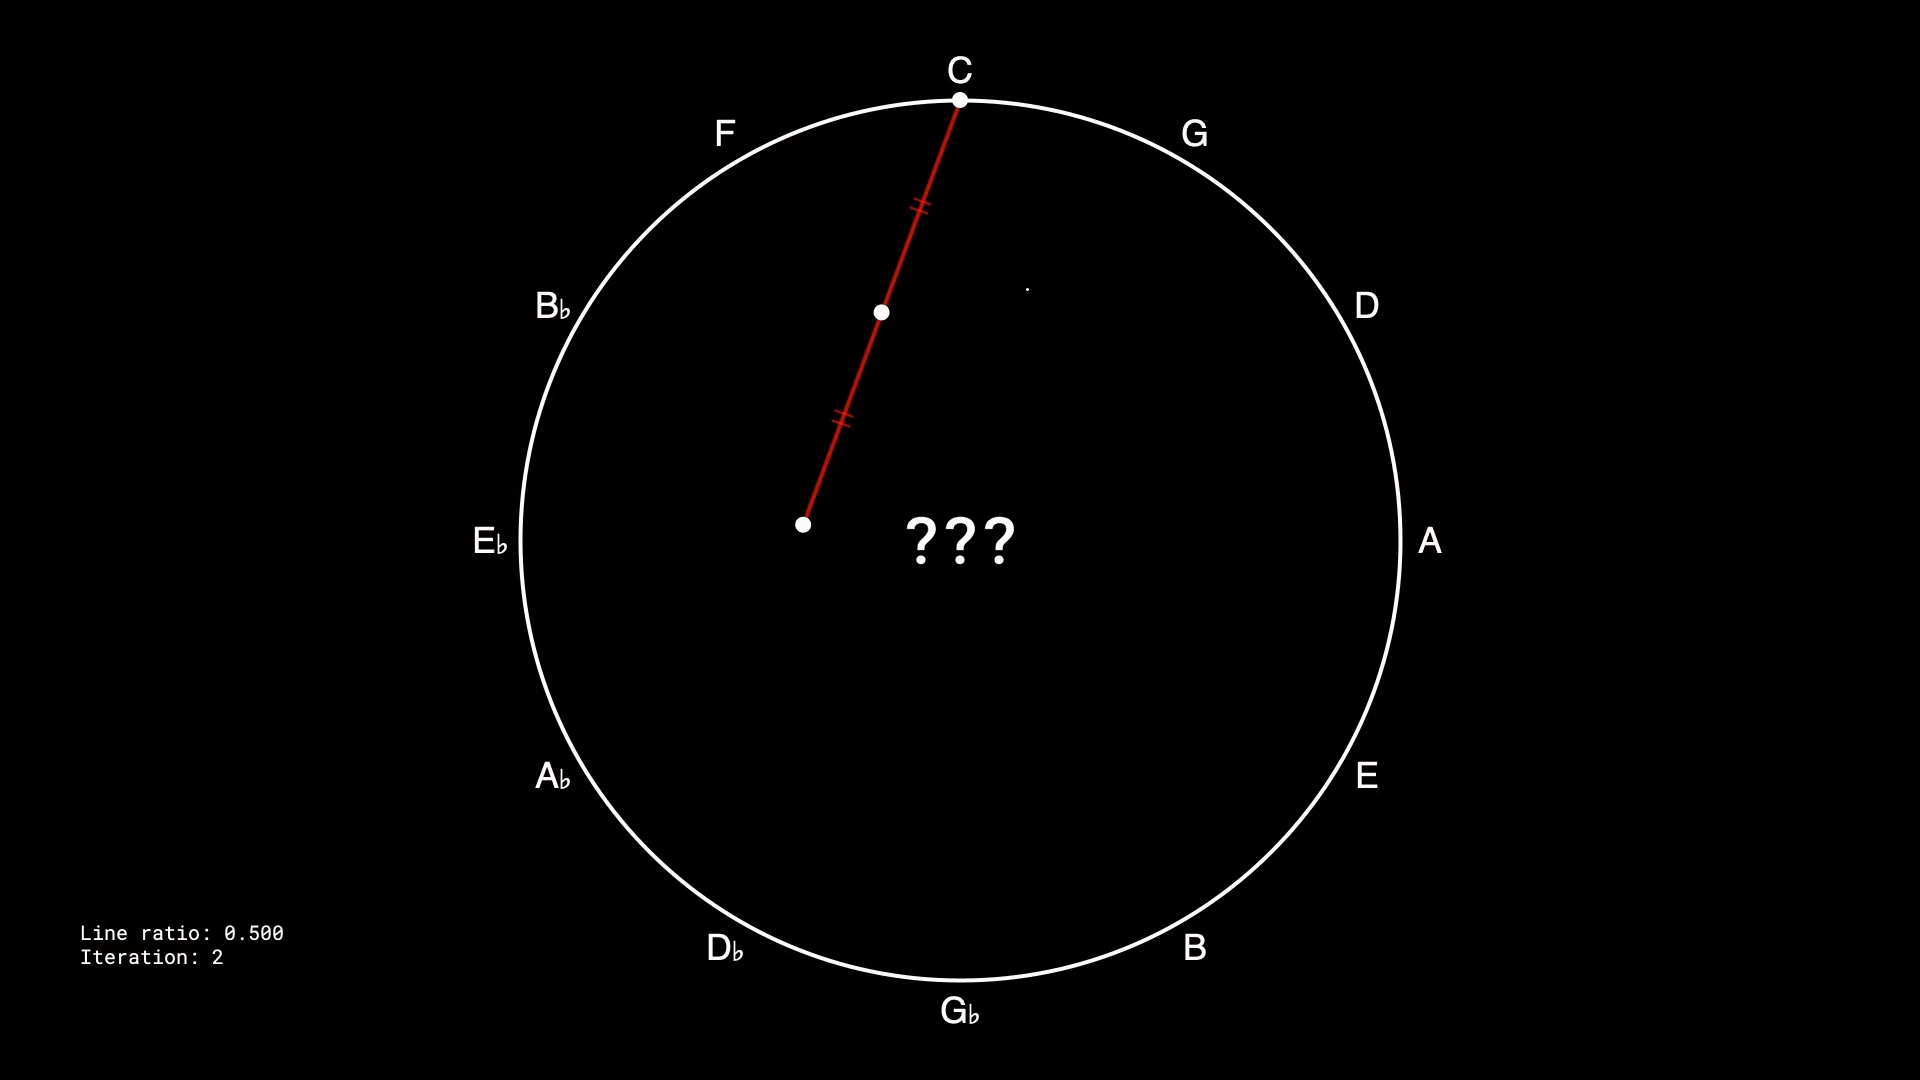 C
F
G
B♭
D
E♭
???
A
A♭
E
Line ratio: 0.500
Iteration: 2
D♭
B
G♭